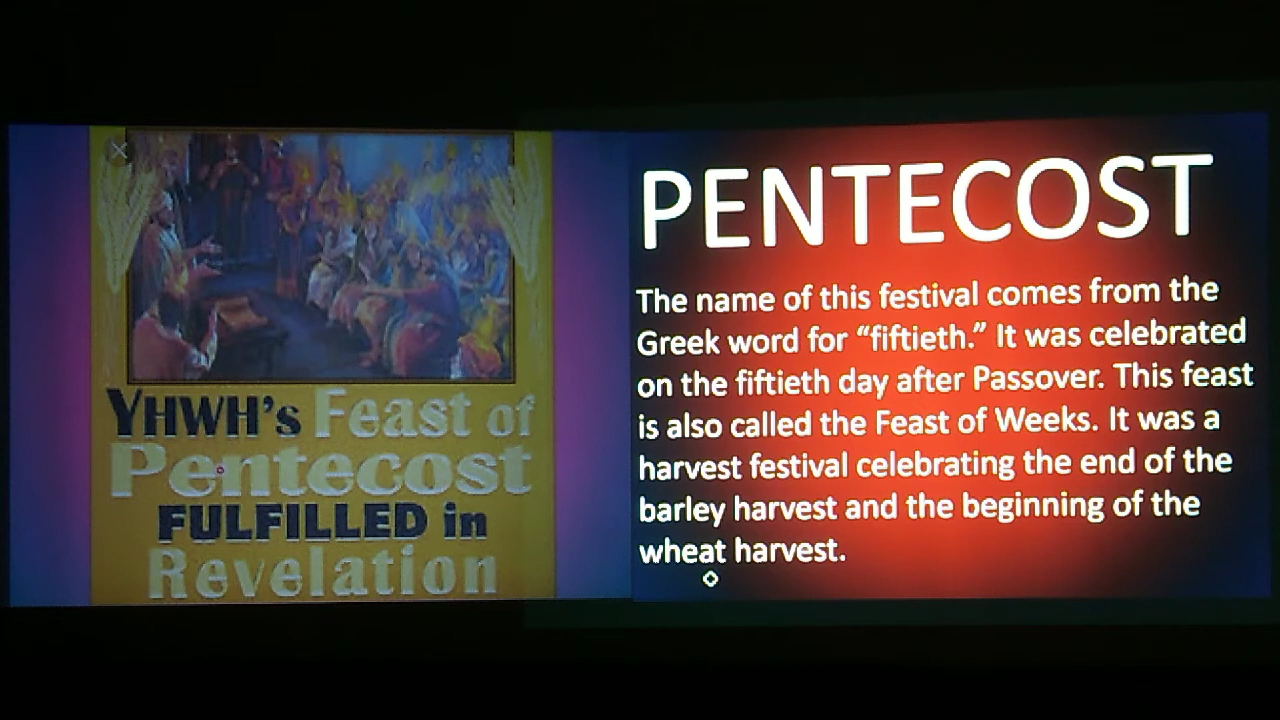 YHWH's Feast of
Pentecost
FULFILLED in
Revelation
PENTECOST
The name of this festival comes from the
Greek word for “fiftieth.” It was celebrated
on the fiftieth day after Passover. This feast
is also called the Feast of Weeks. It was a
harvest festival celebrating the end of the
barley harvest and the beginning of the
wheat harvest.